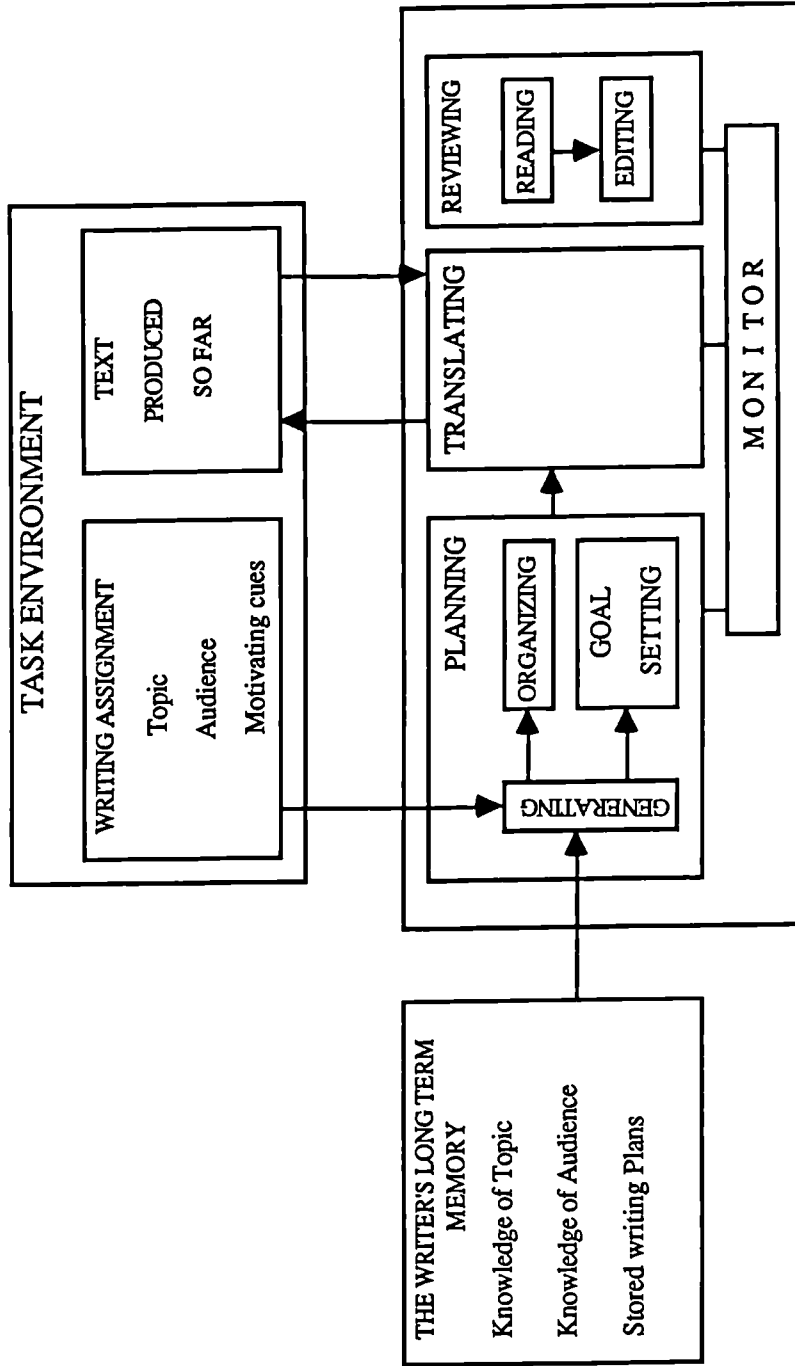 TASK ENVIRONMENT
WRITING ASSIGNMENT
Topic
Audience
Motivating cues
TEXT
PRODUCED
SO FAR
THE WRITER'S LONG TERM
MEMORY
Knowledge of Topic
Knowledge of Audience
Stored writing Plans
PLANNING
GENERATING
ORGANIZING
GOAL
SETTING
TRANSLATING
REVIEWING
READING
EDITING
MONITOR